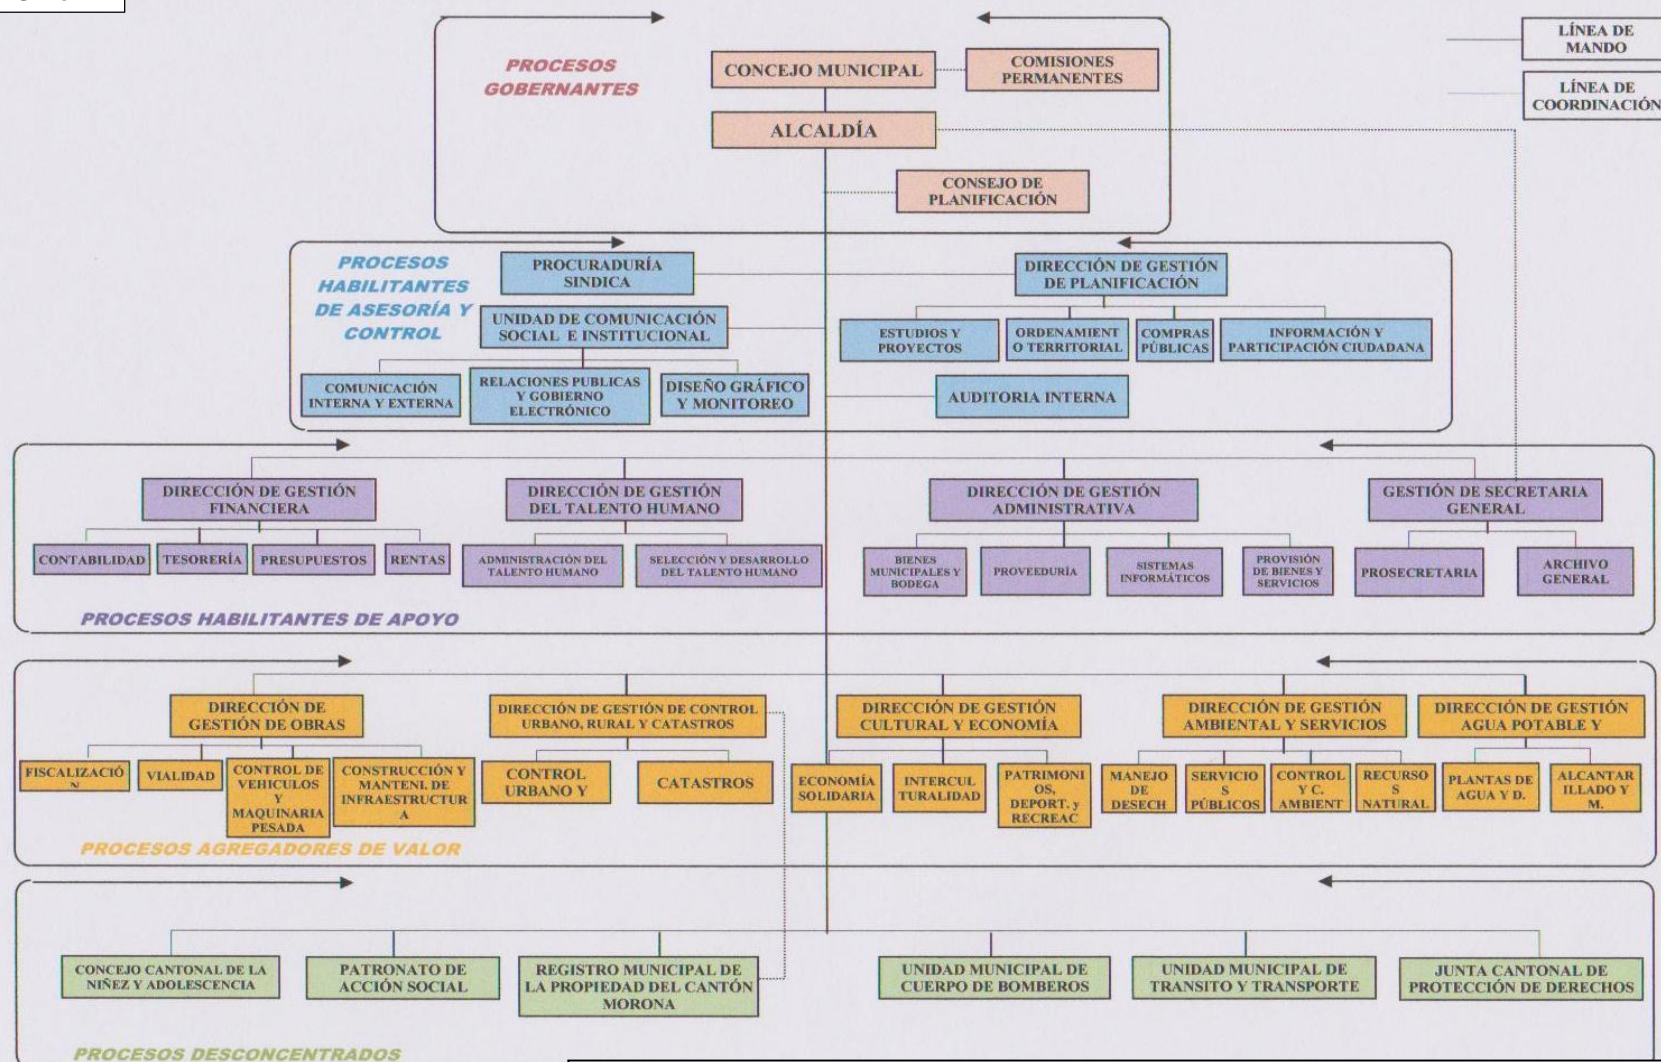 LÍNEA DE
MANDO
LÍNEA DE
COORDINACIÓN
PROCESOS
GOBERNANTES
CONCEJO MUNICIPAL
COMISIONES
PERMANENTES
ALCALDÍA
CONSEJO DE
PLANIFICACIÓN
PROCESOS
HABILITANTES
DE ASESORÍA Y
CONTROL
PROCURADURÍA
SINDICA
DIRECCIÓN DE GESTIÓN
DE PLANIFICACIÓN
UNIDAD DE COMUNICACIÓN
SOCIAL E INSTITUCIONAL
ESTUDIOS Y
PROYECTOS
ORDENAMIENT
O TERRITORIAL
COMPRAS
PÚBLICAS
INFORMACIÓN Y
PARTICIPACIÓN CIUDADANA
COMUNICACIÓN
INTERNA Y EXTERNA
RELACIONES PUBLICAS
Y GOBIERNO
ELECTRÓNICO
DISEÑO GRÁFICO
Y MONITOREO
AUDITORIA INTERNA
DIRECCIÓN DE GESTIÓN
FINANCIERA
DIRECCIÓN DE GESTIÓN
DEL TALENTO HUMANO
DIRECCIÓN DE GESTIÓN
ADMINISTRATIVA
GESTIÓN DE SECRETARIA
GENERAL
CONTABILIDAD
TESORERÍA
PRESUPUESTOS
RENTAS
ADMINISTRACIÓN DEL
TALENTO HUMANO
SELECCIÓN Y DESARROLLO
DEL TALENTO HUMANO
BIENES
MUNICIPALES Y
BODEGA
PROVEEDURÍA
SISTEMAS
INFORMÁTICOS
PROVISIÓN
DE BIENES Y
SERVICIOS
PROSECRETARIA
ARCHIVO
GENERAL
PROCESOS HABILITANTES DE APOYO
DIRECCIÓN DE
GESTIÓN DE OBRAS
DIRECCIÓN DE GESTIÓN DE CONTROL
URBANO, RURAL Y CATASTROS
DIRECCIÓN DE GESTIÓN
CULTURAL Y ECONOMÍA
DIRECCIÓN DE GESTIÓN
AMBIENTAL Y SERVICIOS
DIRECCIÓN DE GESTIÓN
AGUA POTABLE Y
FISCALIZACIÓ
N
VIALIDAD
CONTROL DE
VEHICULOS
Y
MAQUINARIA
PESADA
CONSTRUCCIÓN Y
MANTENI. DE
INFRAESTRUCTUR
A
CONTROL
URBANO Y
CATASTROS
ECONOMÍA
SOLIDARIA
INTERCUL
TURALIDAD
PATRIMONI
OS,
DEPORT. y
RECREAC
MANEJO
DE
DESECH
SERVICIO
S
PÚBLICOS
CONTROL
Y C.
AMBIENT
RECURSO
S
NATURAL
PLANTAS DE
AGUA Y D.
ALCANTAR
ILLADO Y
M.
PROCESOS AGREGADORES DE VALOR
CONCEJO CANTONAL DE LA
NIÑEZ Y ADOLESCENCIA
PATRONATO DE
ACCIÓN SOCIAL
REGISTRO MUNICIPAL DE
LA PROPIEDAD DEL CANTÓN
MORONA
UNIDAD MUNICIPAL DE
CUERPO DE BOMBEROS
UNIDAD MUNICIPAL DE
TRANSITO Y TRANSPORTE
JUNTA CANTONAL DE
PROTECCIÓN DE DERECHOS
PROCESOS DESCONCENTRADOS